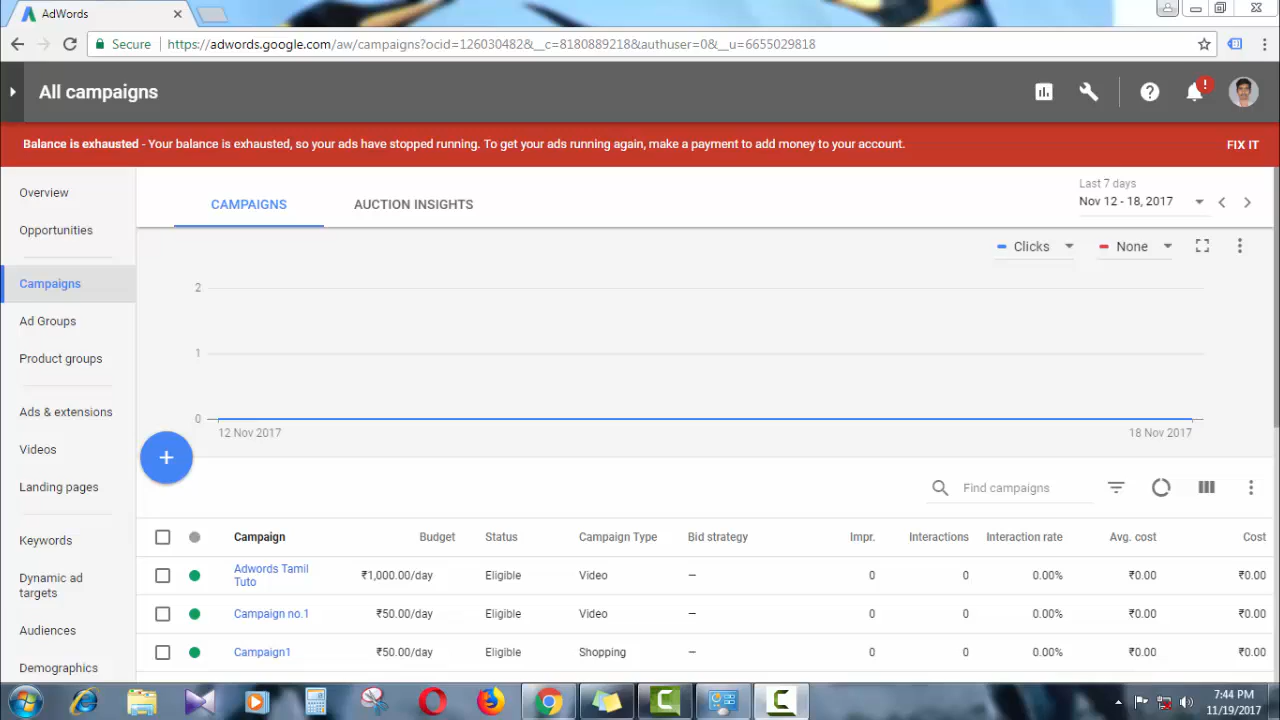 AdWords
Secure https://adwords.google.com/aw/campaigns?ocid=126030482&__c=8180889218&authuser=0&__u=6655029818
All campaigns
!
Balance is exhausted - Your balance is exhausted, so your ads have stopped running. To get your ads running again, make a payment to add money to your account. FIX IT
Overview
Opportunities
Campaigns
Ad Groups
Product groups
Ads & extensions
Videos
Landing pages
Keywords
Dynamic ad
targets
Audiences
Demographics
CAMPAIGNS AUCTION INSIGHTS
Last 7 days
Nov 12 - 18, 2017
Clicks None
2
1
0
12 Nov 2017 18 Nov 2017
Find campaigns
Campaign Budget Status Campaign Type Bid strategy Impr. Interactions Interaction rate Avg. cost Cost
Adwords Tamil
Tuto ₹1,000.00/day Eligible Video – 0 0 0.00% ₹0.00 ₹0.00
Campaign no.1 ₹50.00/day Eligible Video – 0 0 0.00% ₹0.00 ₹0.00
Campaign1 ₹50.00/day Eligible Shopping – 0 0 0.00% ₹0.00 ₹0.00
7:44 PM
11/19/2017